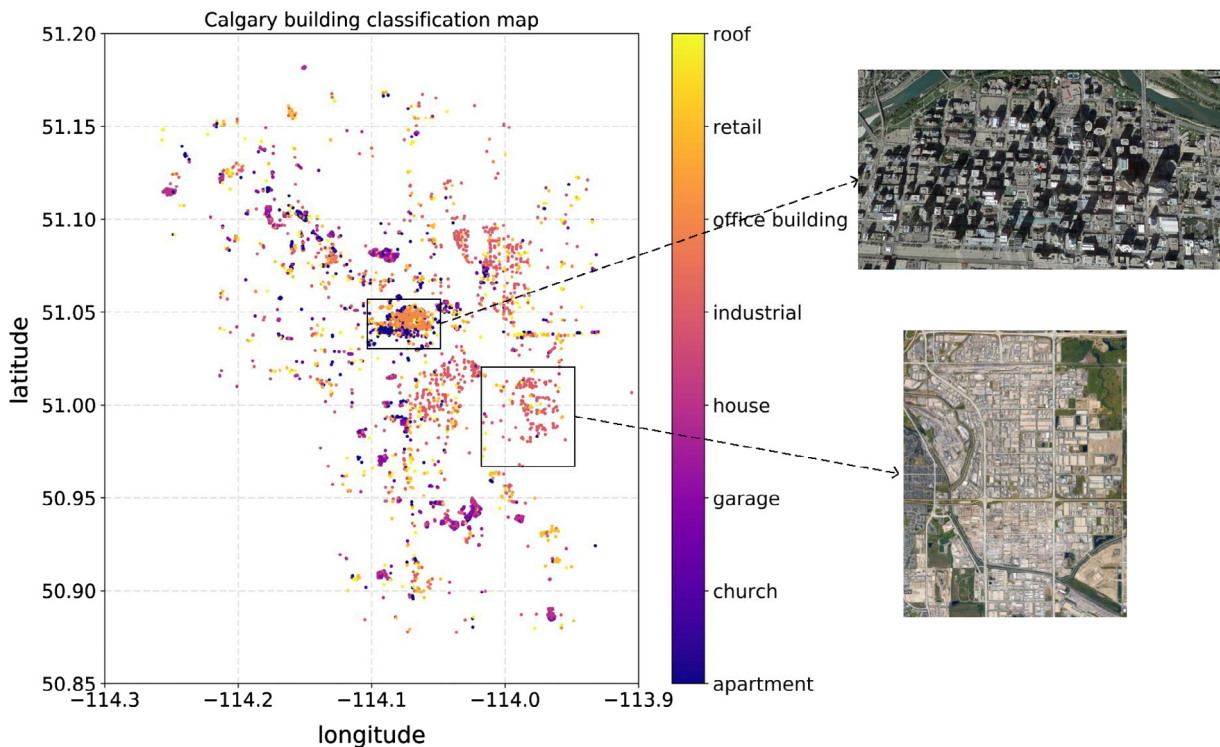 Calgary building classification map
51.20
51.15
51.10
51.05
51.00
50.95
50.90
50.85
latitude
−114.3
−114.2
−114.1
−114.0
−113.9
longitude
roof
retail
office building
industrial
house
garage
church
apartment